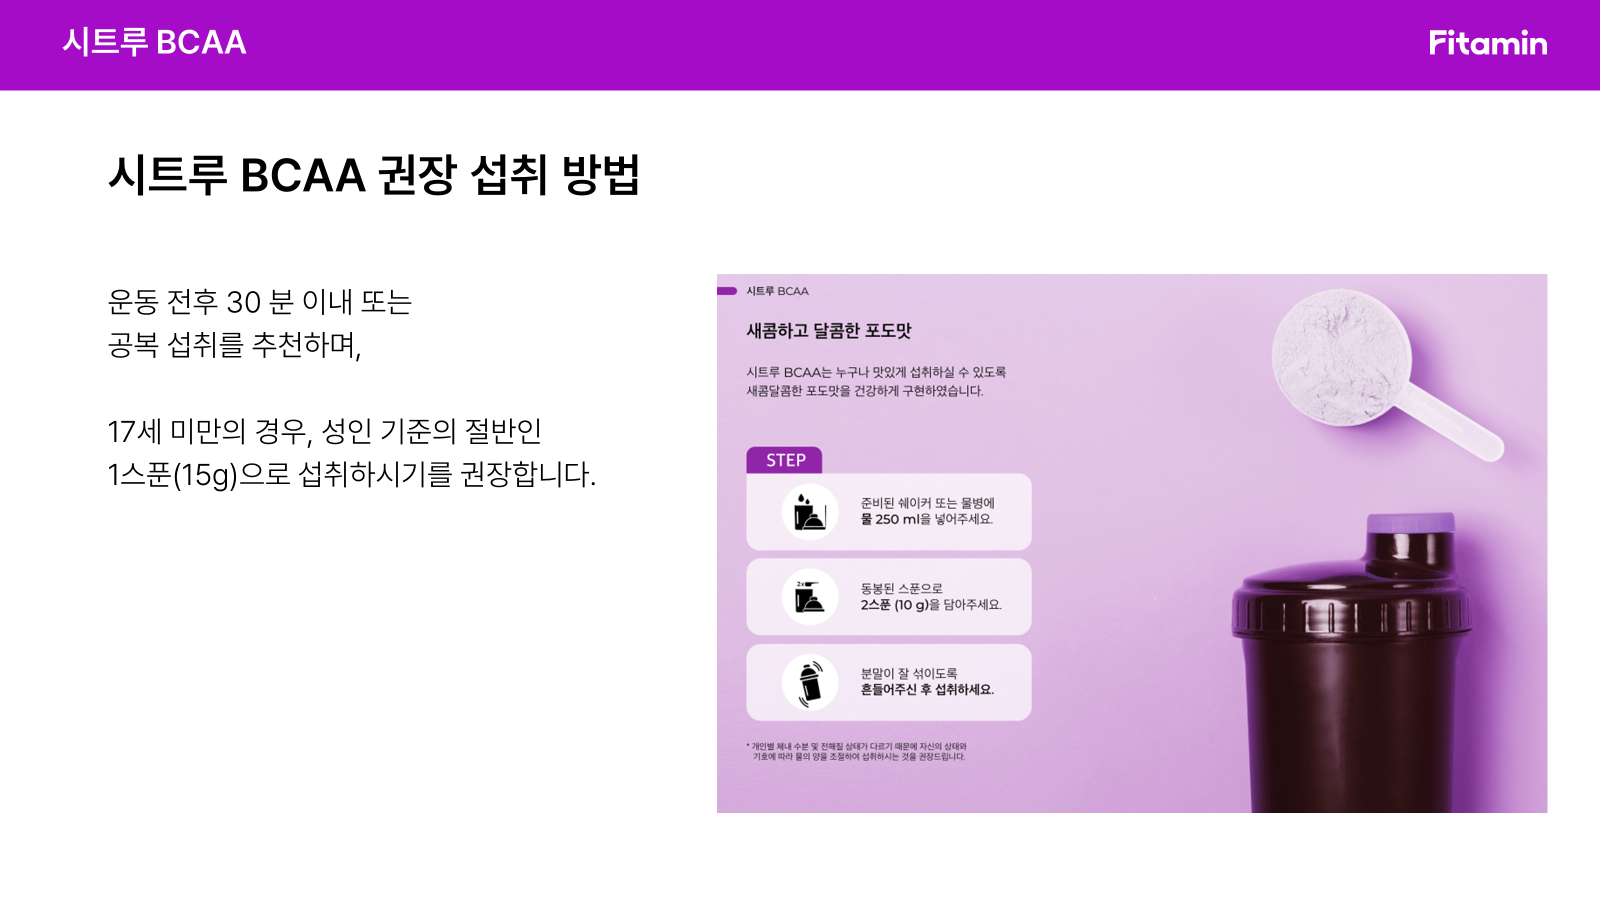 시트루 BCAA
Fitamin
시트루 BCAA 권장 섭취 방법
운동 전후 30 분 이내 또는
공복 섭취를 추천하며,
17세 미만의 경우, 성인 기준의 절반인
1스푼(15g)으로 섭취하시기를 권장합니다.
시트루 BCAA
새콤하고 달콤한 포도맛
시트루 BCAA는 누구나 맛있게 섭취하실 수 있도록
새콤달콤한 포도맛을 건강하게 구현하였습니다.
STEP
준비된 쉐이커 또는 물병에
물 250 ml을 넣어주세요.
2x
동봉된 스푼으로
2스푼 (10 g)을 담아주세요.
분말이 잘 섞이도록
흔들어주신 후 섭취하세요.
* 개인별 체내 수분 및 전해질 상태가 다르기 때문에 자신의 상태와
기호에 따라 물의 양을 조절하여 섭취하시는 것을 권장드립니다.